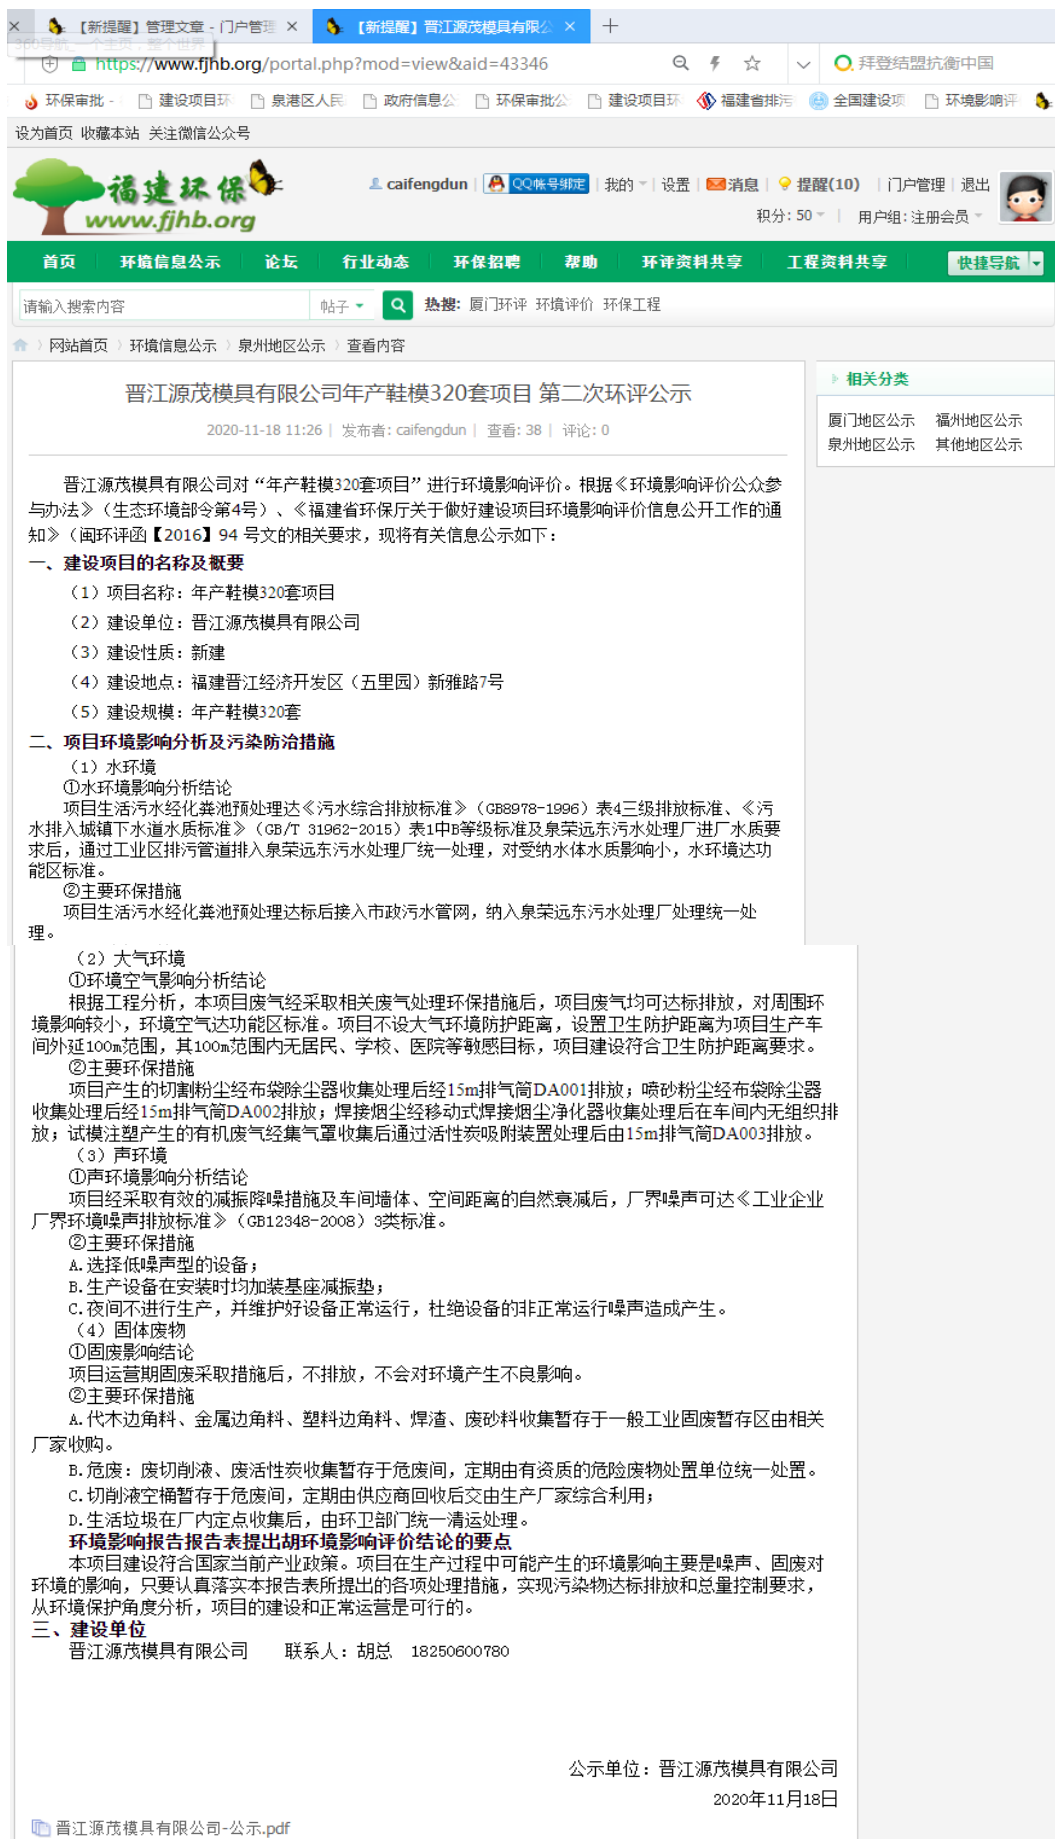 【新提醒】管理文章 - 门户管理 × 【新提醒】晋江源茂模具有限公 ×
360导航_一个主页，整个世界
https://www.fjhb.org/portal.php?mod=view&aid=43346 拜登结盟抗衡中国
环保审批 - 建设项目环 泉港区人民 政府信息公 环保审批公 建设项目环 福建省排污 全国建设项 环境影响评
设为首页 收藏本站 关注微信公众号
福建环保 caifengdun | QQ帐号绑定 | 我的 | 设置 | 消息 | 提醒(10) | 门户管理 | 退出
www.fjhb.org 积分: 50 | 用户组: 注册会员
首页 环境信息公示 论坛 行业动态 环保招聘 帮助 环评资料共享 工程资料共享 快捷导航
请输入搜索内容 帖子 热搜: 厦门环评 环境评价 环保工程
网站首页 › 环境信息公示 › 泉州地区公示 › 查看内容
晋江源茂模具有限公司年产鞋模320套项目 第二次环评公示
2020-11-18 11:26 | 发布者: caifengdun | 查看: 38 | 评论: 0
相关分类
厦门地区公示 福州地区公示
泉州地区公示 其他地区公示
晋江源茂模具有限公司对“年产鞋模320套项目”进行环境影响评价。根据《环境影响评价公众参
与办法》（生态环境部令第4号）、《福建省环保厅关于做好建设项目环境影响评价信息公开工作的通
知》（闽环评函【2016】94 号文的相关要求，现将有关信息公示如下：
一、建设项目的名称及概要
（1）项目名称：年产鞋模320套项目
（2）建设单位：晋江源茂模具有限公司
（3）建设性质：新建
（4）建设地点：福建晋江经济开发区（五里园）新雅路7号
（5）建设规模：年产鞋模320套
二、项目环境影响分析及污染防治措施
（1）水环境
①水环境影响分析结论
项目生活污水经化粪池预处理达《污水综合排放标准》（GB8978-1996）表4三级排放标准、《污
水排入城镇下水道水质标准》（GB/T 31962-2015）表1中B等级标准及泉荣远东污水处理厂进厂水质要
求后，通过工业区排污管道排入泉荣远东污水处理厂统一处理，对受纳水体水质影响小，水环境达功
能区标准。
②主要环保措施
项目生活污水经化粪池预处理达标后接入市政污水管网，纳入泉荣远东污水处理厂处理统一处
理。
（2）大气环境
①环境空气影响分析结论
根据工程分析，本项目废气经采取相关废气处理环保措施后，项目废气均可达标排放，对周围环
境影响较小，环境空气达功能区标准。项目不设大气环境防护距离，设置卫生防护距离为项目生产车
间外延100m范围，其100m范围内无居民、学校、医院等敏感目标，项目建设符合卫生防护距离要求。
②主要环保措施
项目产生的切割粉尘经布袋除尘器收集处理后经15m排气筒DA001排放；喷砂粉尘经布袋除尘器
收集处理后经15m排气筒DA002排放；焊接烟尘经移动式焊接烟尘净化器收集处理后在车间内无组织排
放；试模注塑产生的有机废气经集气罩收集后通过活性炭吸附装置处理后由15m排气筒DA003排放。
（3）声环境
①声环境影响分析结论
项目经采取有效的减振降噪措施及车间墙体、空间距离的自然衰减后，厂界噪声可达《工业企业
厂界环境噪声排放标准》（GB12348-2008）3类标准。
②主要环保措施
A.选择低噪声型的设备；
B.生产设备在安装时均加装基座减振垫；
C.夜间不进行生产，并维护好设备正常运行，杜绝设备的非正常运行噪声造成产生。
（4）固体废物
①固废影响结论
项目运营期固废采取措施后，不排放，不会对环境产生不良影响。
②主要环保措施
A.代木边角料、金属边角料、塑料边角料、焊渣、废砂料收集暂存于一般工业固废暂存区由相关
厂家收购。
B.危废：废切削液、废活性炭收集暂存于危废间，定期由有资质的危险废物处置单位统一处置。
C.切削液空桶暂存于危废间，定期由供应商回收后交由生产厂家综合利用；
D.生活垃圾在厂内定点收集后，由环卫部门统一清运处理。
环境影响报告报告表提出胡环境影响评价结论的要点
本项目建设符合国家当前产业政策。项目在生产过程中可能产生的环境影响主要是噪声、固废对
环境的影响，只要认真落实本报告表所提出的各项处理措施，实现污染物达标排放和总量控制要求，
从环境保护角度分析，项目的建设和正常运营是可行的。
三、建设单位
晋江源茂模具有限公司 联系人：胡总 18250600780
公示单位：晋江源茂模具有限公司
2020年11月18日
晋江源茂模具有限公司-公示.pdf